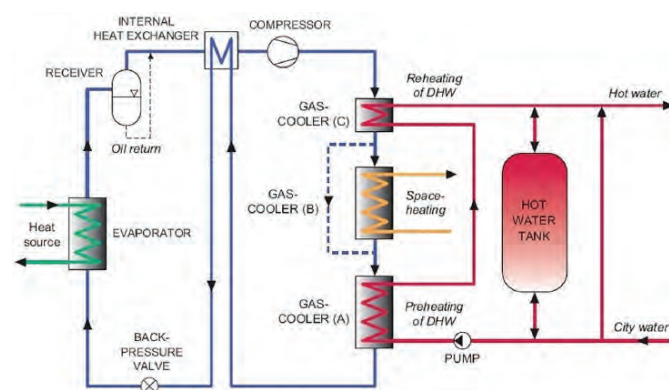 INTERNAL
HEAT EXCHANGER
COMPRESSOR
RECEIVER
Oil return
Heat
source
EVAPORATOR
BACK-
PRESSURE
VALVE
GAS-
COOLER (C)
Reheating
of DHW
Hot water
GAS-
COOLER (B)
Space-
heating
HOT
WATER
TANK
GAS-
COOLER (A)
Preheating
of DHW
PUMP
City water